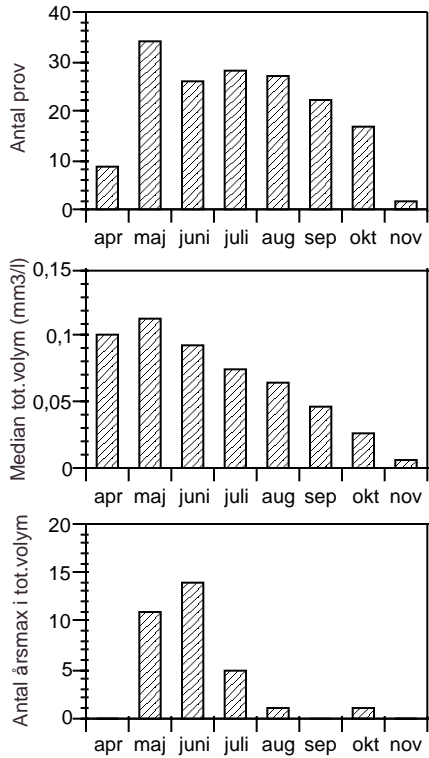 Antal prov
40
30
20
10
0
apr maj juni juli aug sep okt nov
Median tot.volym (mm3/l)
0,15
0,1
0,05
0
apr maj juni juli aug sep okt nov
Antal årsmax i tot.volym
20
15
10
5
0
apr maj juni juli aug sep okt nov